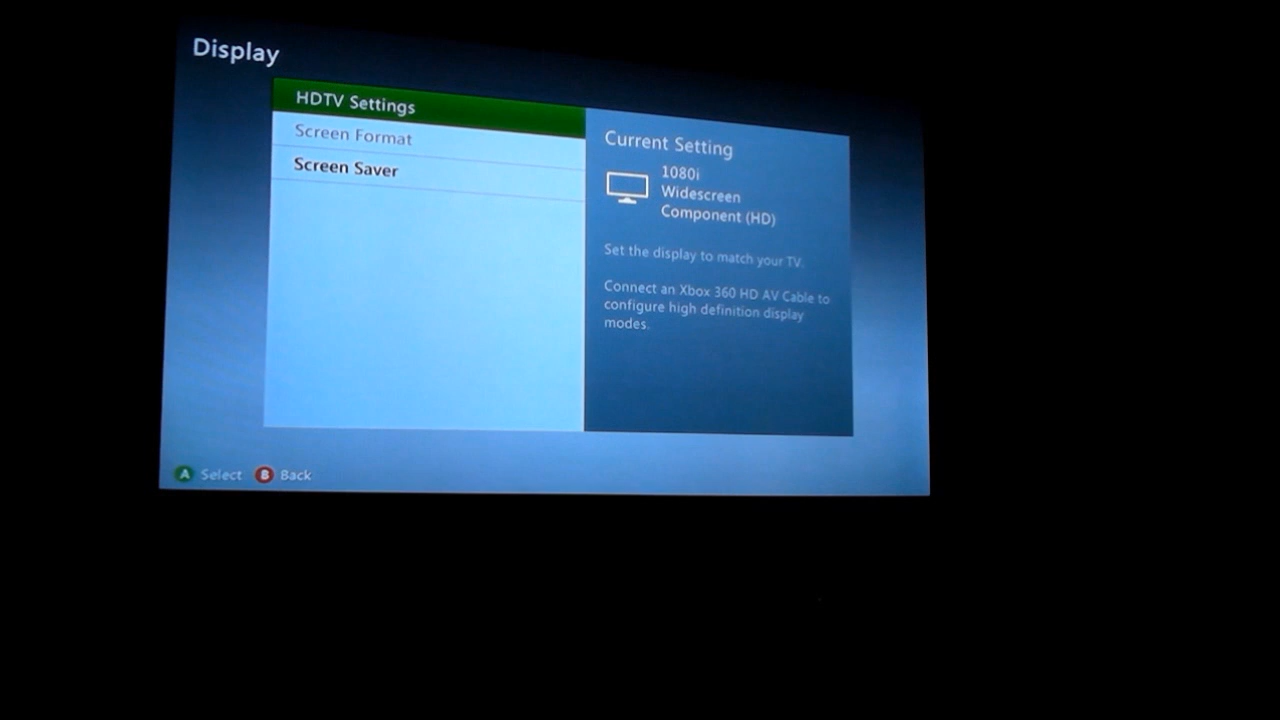 Display
HDTV Settings
Screen Format
Screen Saver
Current Setting
1080i
Widescreen
Component (HD)
Set the display to match your TV.
Connect an Xbox 360 HD AV Cable to
configure high definition display
modes.
A Select B Back